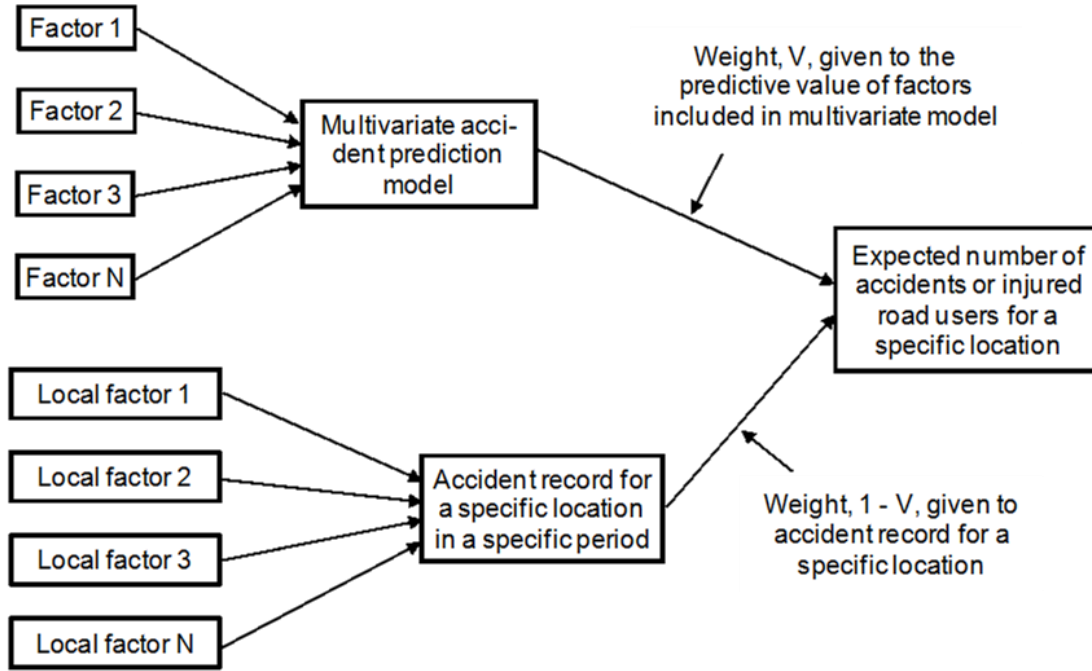 Factor 1
Factor 2
Factor 3
Factor N
Multivariate acci-
dent prediction
model
Weight, V, given to the
predictive value of factors
included in multivariate model
Expected number of
accidents or injured
road users for a
specific location
Local factor 1
Local factor 2
Local factor 3
Local factor N
Accident record for
a specific location
in a specific period
Weight, 1 - V, given to
accident record for a
specific location